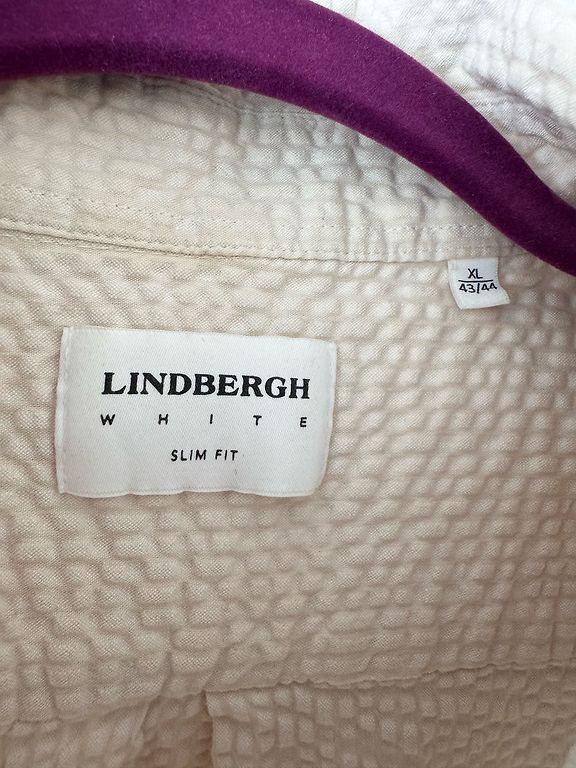 XL
43/44
LINDBERGH
WHITE
SLIM FIT